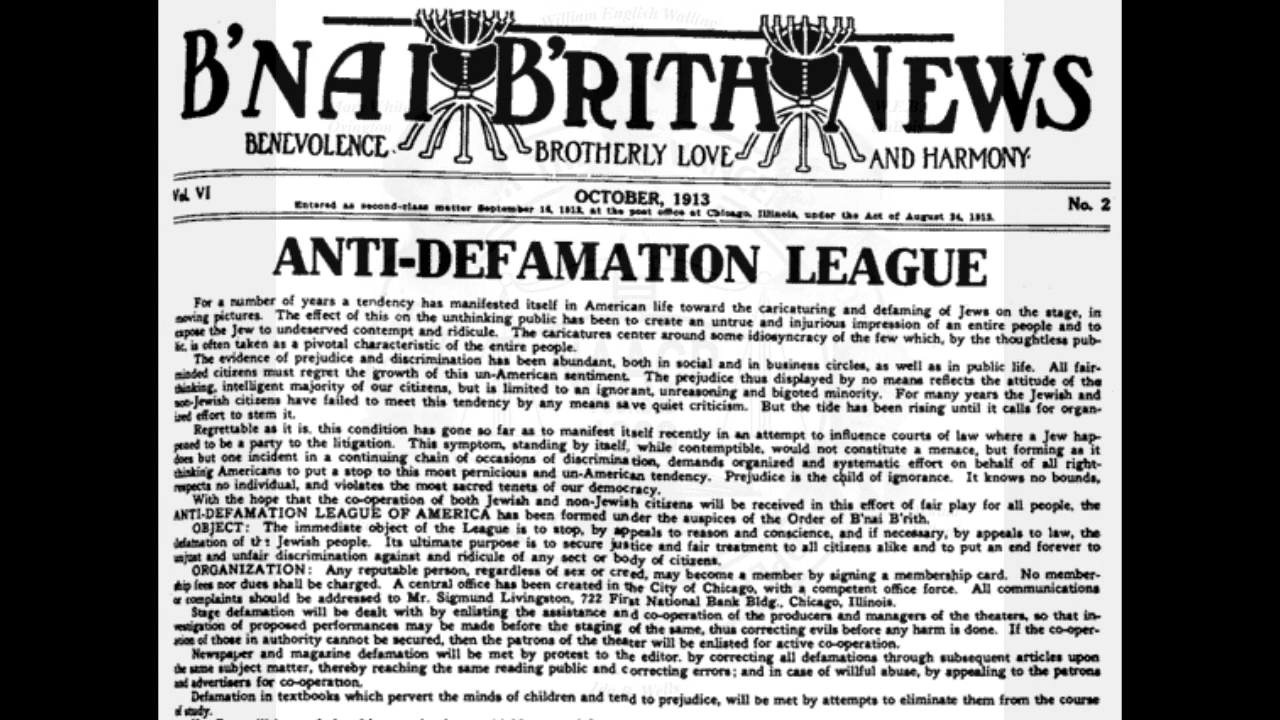 William English Walling
B'NAI B'RITH NEWS
BENEVOLENCE BROTHERLY LOVE AND HARMONY
Vol. VI
OCTOBER, 1913
No. 2
Entered as second-class matter September 16, 1912, at the post office at Chicago, Illinois, under the Act of August 24, 1912.
ANTI-DEFAMATION LEAGUE
For a number of years a tendency has manifested itself in American life toward the caricaturing and defaming of Jews on the stage, in
moving pictures. The effect of this on the unthinking public has been to create an untrue and injurious impression of an entire people and to
expose the Jew to undeserved contempt and ridicule. The caricatures center around some idiosyncracy of the few which, by the thoughtless pub-
lic, is often taken as a pivotal characteristic of the entire people.
The evidence of prejudice and discrimination has been abundant, both in social and in business circles, as well as in public life. All fair-
minded citizens must regret the growth of this un-American sentiment. The prejudice thus displayed by no means reflects the attitude of the
thinking, intelligent majority of our citizens, but is limited to an ignorant, unreasoning and bigoted minority. For many years the Jewish and
non-Jewish citizens have failed to meet this tendency by any means save quiet criticism. But the tide has been rising until it calls for organ-
ized effort to stem it.
Regrettable as it is, this condition has gone so far as to manifest itself recently in an attempt to influence courts of law where a Jew hap-
pened to be a party to the litigation. This symptom, standing by itself, while contemptible, would not constitute a menace, but forming as it
does but one incident in a continuing chain of occasions of discrimination, demands organized and systematic effort on behalf of all right-
thinking Americans to put a stop to this most pernicious and un-American tendency. Prejudice is the child of ignorance. It knows no bounds,
respects no individual, and violates the most sacred tenets of our democracy.
With the hope that the co-operation of both Jewish and non-Jewish citizens will be received in this effort of fair play for all people, the
ANTI-DEFAMATION LEAGUE OF AMERICA has been formed under the auspices of the Order of B'nai B'rith.
OBJECT: The immediate object of the League is to stop, by appeals to reason and conscience, and if necessary, by appeals to law, the
defamation of the Jewish people. Its ultimate purpose is to secure justice and fair treatment to all citizens alike and to put an end forever to
unjust and unfair discrimination against and ridicule of any sect or body of citizens.
ORGANIZATION: Any reputable person, regardless of sex or creed, may become a member by signing a membership card. No member-
ship fees nor dues shall be charged. A central office has been created in the City of Chicago, with a competent office force. All communications
or complaints should be addressed to Mr. Sigmund Livingston, 722 First National Bank Bldg., Chicago, Illinois.
Stage defamation will be dealt with by enlisting the assistance and co-operation of the producers and managers of the theaters, so that in-
vestigation of proposed performances may be made before the staging of the same, thus correcting evils before any harm is done. If the co-oper-
ation of those in authority cannot be secured, then the patrons of the theater will be enlisted for active co-operation.
Newspaper and magazine defamation will be met by protest to the editor, by correcting all defamations through subsequent articles upon
the same subject matter, thereby reaching the same reading public and correcting errors; and in case of willful abuse, by appealing to the patrons
and advertisers for co-operation.
Defamation in textbooks which pervert the minds of children and tend to prejudice, will be met by attempts to eliminate them from the course
of study.